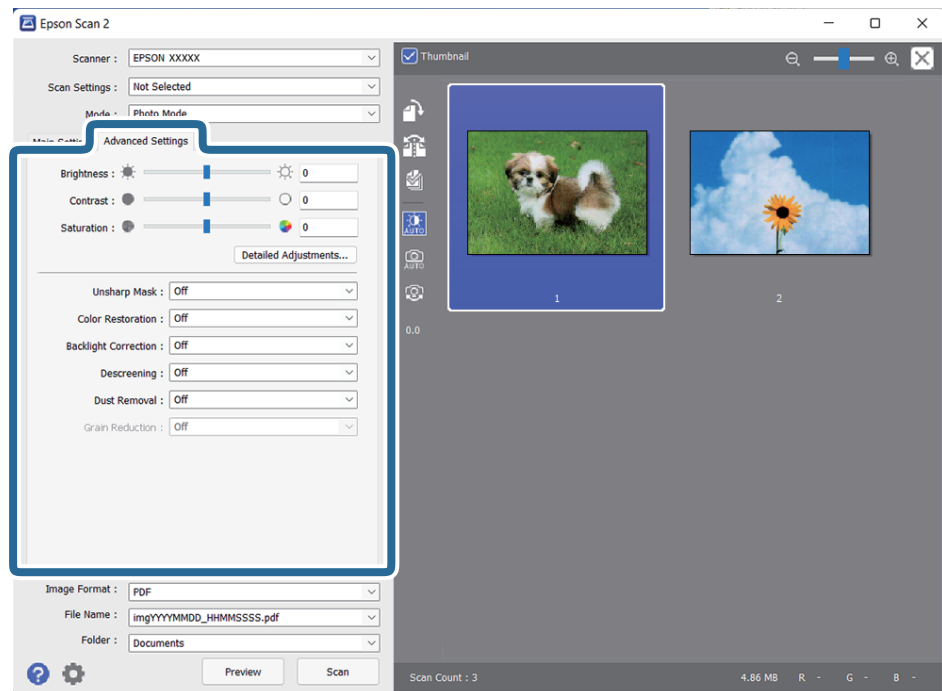 Epson Scan 2
Scanner : EPSON XXXXX
Scan Settings : Not Selected
Mode : Photo Mode
Advanced Settings
Brightness : 0
Contrast : 0
Saturation : 0
Detailed Adjustments...
Unsharp Mask : Off
Color Restoration : Off
Backlight Correction : Off
Descreening : Off
Dust Removal : Off
Grain Reduction : Off
Image Format : PDF
File Name : imgYYYYMMDD_HHMMSSSS.pdf
Folder : Documents
?
Preview Scan
Thumbnail
AUTO
AUTO
0.0
1
2
Scan Count : 3
4.86 MB R - G - B -